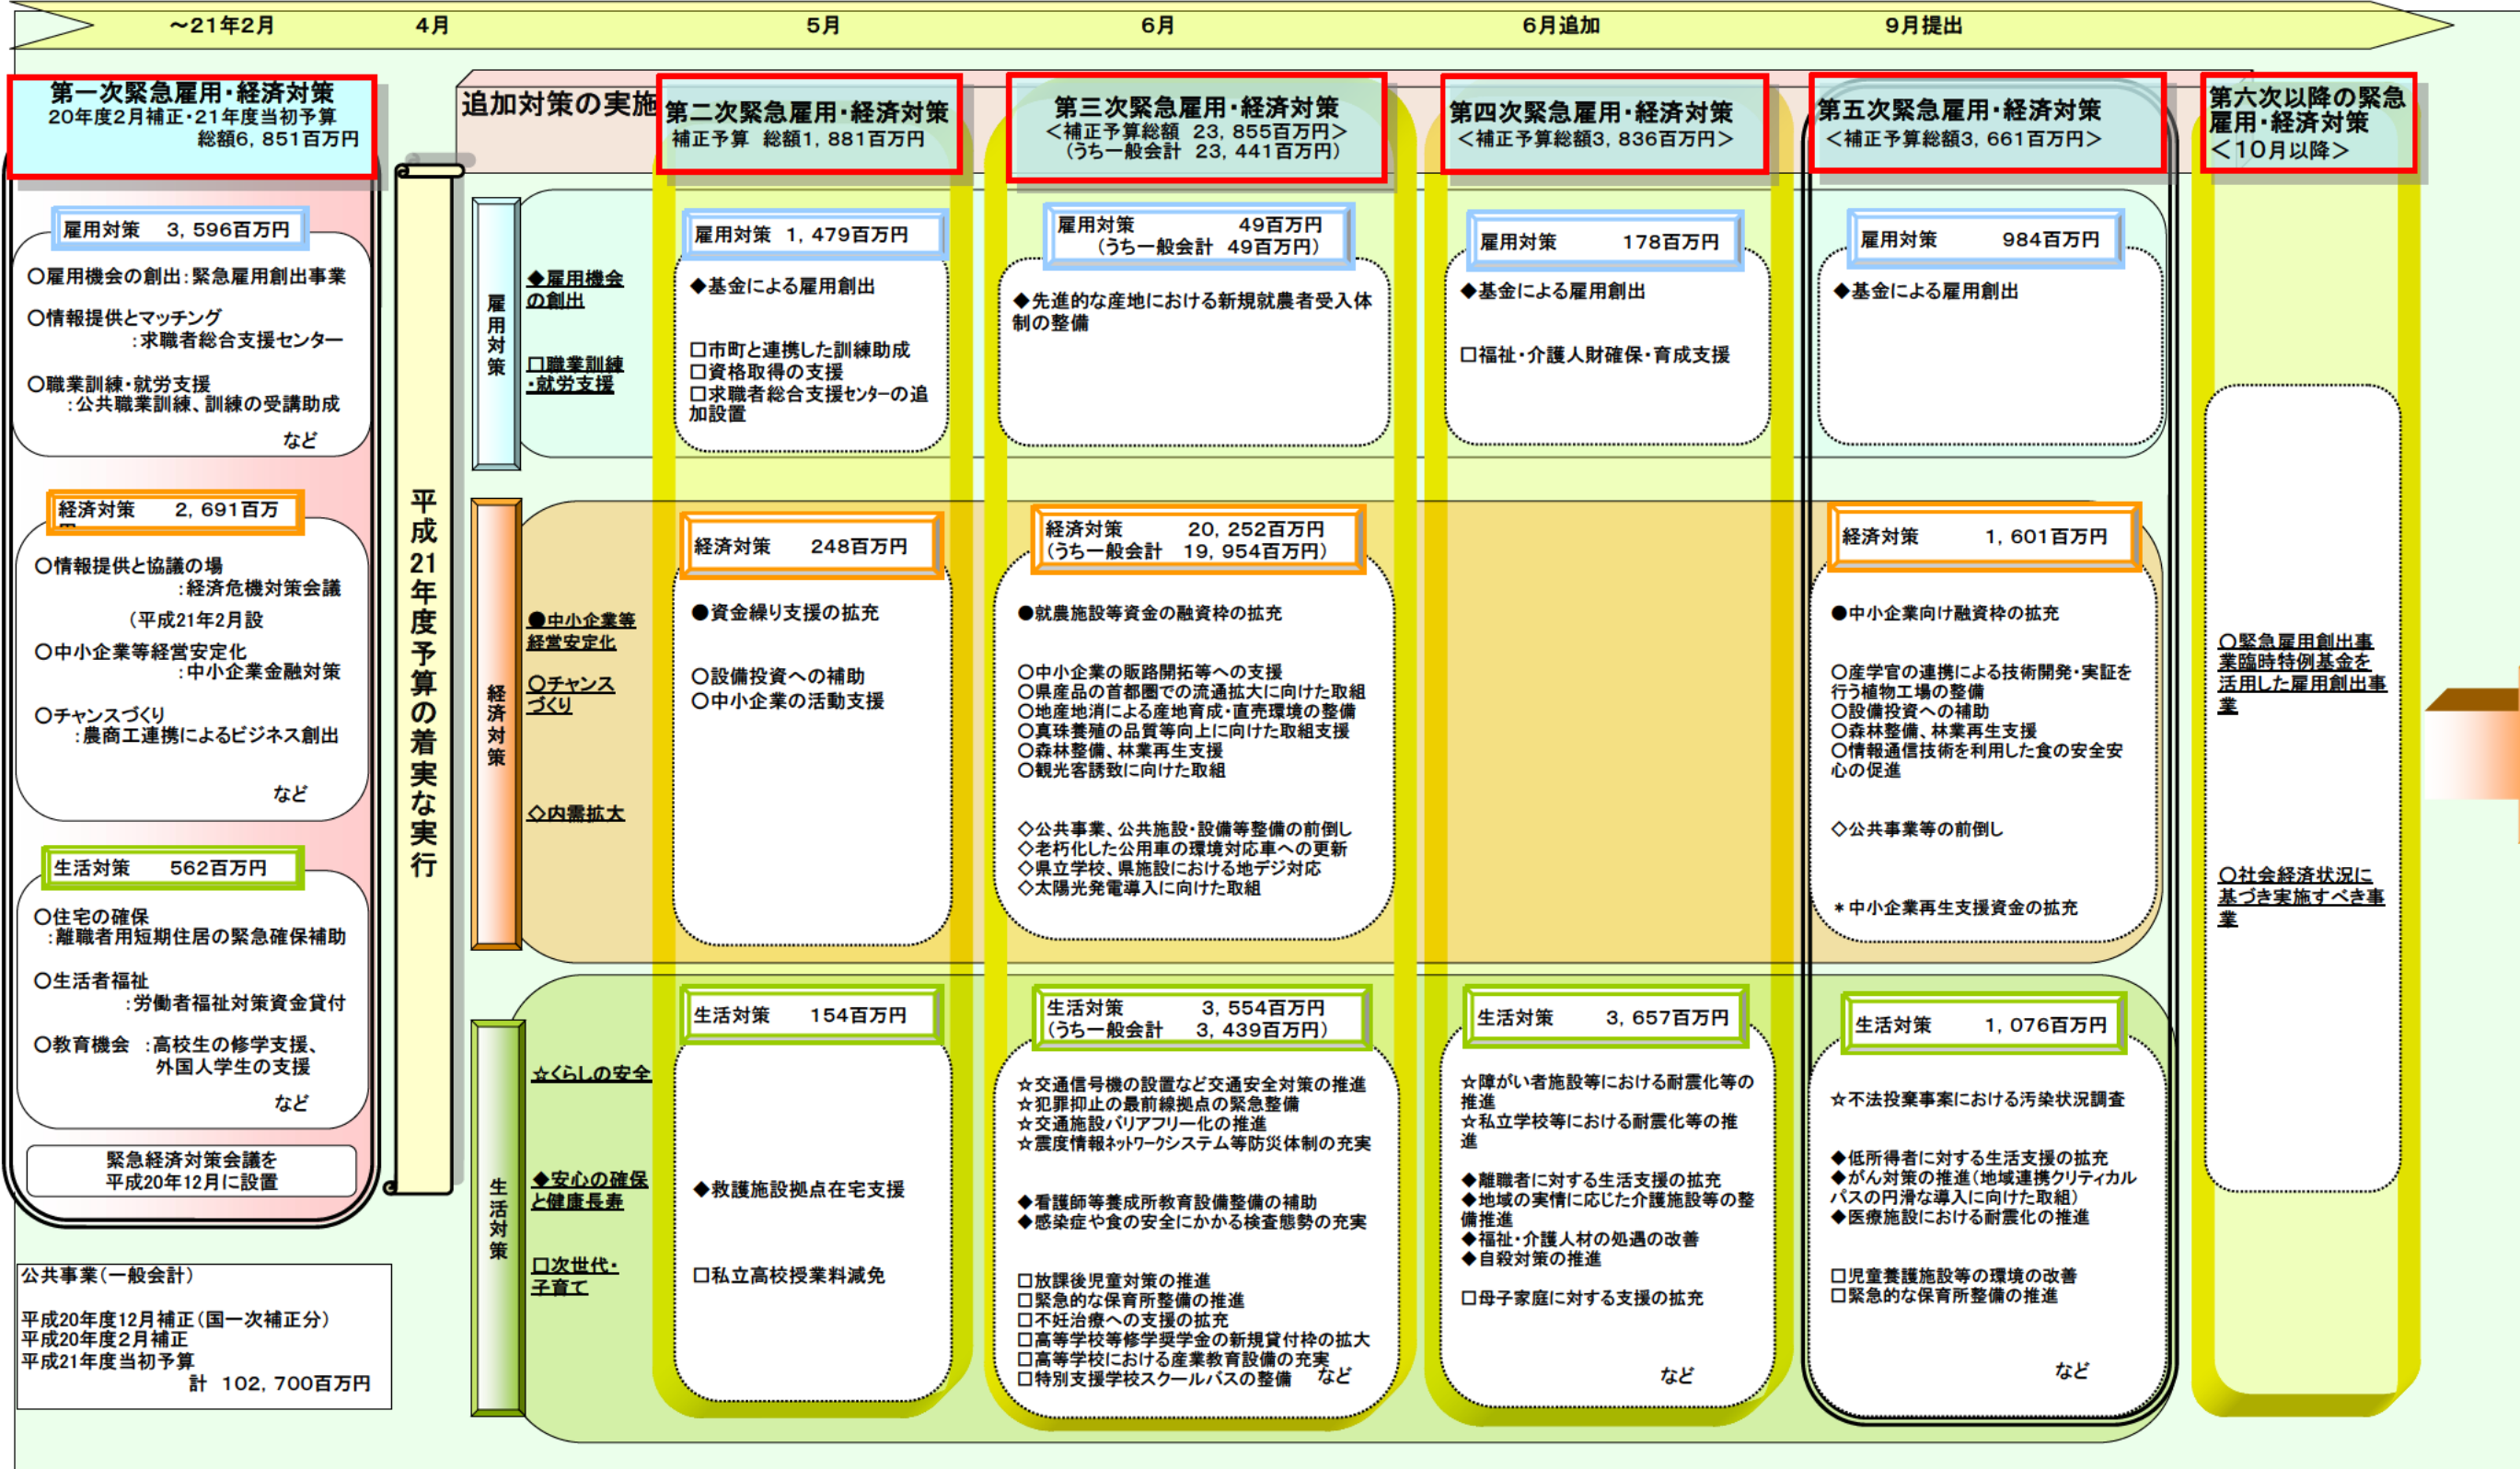 ～21年2月
4月
5月
6月
6月追加
9月提出
第一次緊急雇用・経済対策
20年度2月補正・21年度当初予算
総額6，851百万円
雇用対策　3，596百万円
○雇用機会の創出：緊急雇用創出事業
○情報提供とマッチング
：求職者総合支援センター
○職業訓練・就労支援
：公共職業訓練、訓練の受講助成
など
経済対策　2，691百万
○情報提供と協議の場
：経済危機対策会議
（平成21年2月設
○中小企業等経営安定化
：中小企業金融対策
○チャンスづくり
：農商工連携によるビジネス創出
など
生活対策　562百万円
○住宅の確保
：離職者用短期住居の緊急確保補助
○生活者福祉
：労働者福祉対策資金貸付
○教育機会　：高校生の修学支援、
外国人学生の支援
など
緊急経済対策会議を
平成20年12月に設置
公共事業（一般会計）
平成20年度12月補正（国一次補正分）
平成20年度2月補正
平成21年度当初予算
計　102，700百万円
平成21年度予算の着実な実行
追加対策の実施
雇用対策
◆雇用機会
の創出
□職業訓練
・就労支援
経済対策
●中小企業等
経営安定化
○チャンス
づくり
◇内需拡大
生活対策
☆くらしの安全
◆安心の確保
と健康長寿
□次世代・
子育て
第二次緊急雇用・経済対策
補正予算　総額1，881百万円
雇用対策　1，479百万円
◆基金による雇用創出
□市町と連携した訓練助成
□資格取得の支援
□求職者総合支援センターの追
加設置
経済対策　248百万円
●資金繰り支援の拡充
○設備投資への補助
○中小企業の活動支援
生活対策　154百万円
◆救護施設拠点在宅支援
□私立高校授業料減免
第三次緊急雇用・経済対策
＜補正予算総額　23，855百万円＞
（うち一般会計　23，441百万円）
雇用対策　49百万円
（うち一般会計　49百万円）
◆先進的な産地における新規就農者受入体
制の整備
経済対策　20，252百万円
（うち一般会計　19，954百万円）
●就農施設等資金の融資枠の拡充
○中小企業の販路開拓等への支援
○県産品の首都圏での流通拡大に向けた取組
○地産地消による産地育成・直売環境の整備
○真珠養殖の品質等向上に向けた取組支援
○森林整備、林業再生支援
○観光客誘致に向けた取組
◇公共事業、公共施設・設備等整備の前倒し
◇老朽化した公用車の環境対応車への更新
◇県立学校、県施設における地デジ対応
◇太陽光発電導入に向けた取組
生活対策　3，554百万円
（うち一般会計　3，439百万円）
☆交通信号機の設置など交通安全対策の推進
☆犯罪抑止の最前線拠点の緊急整備
☆交通施設バリアフリー化の推進
☆震度情報ネットワークシステム等防災体制の充実
◆看護師等養成所教育設備整備の補助
◆感染症や食の安全にかかる検査態勢の充実
□放課後児童対策の推進
□緊急的な保育所整備の推進
□不妊治療への支援の拡充
□高等学校等修学奨学金の新規貸付枠の拡大
□高等学校における産業教育設備の充実
□特別支援学校スクールバスの整備　など
第四次緊急雇用・経済対策
＜補正予算総額3，836百万円＞
雇用対策　178百万円
◆基金による雇用創出
□福祉・介護人財確保・育成支援
生活対策　3，657百万円
☆障がい者施設等における耐震化等の
推進
☆私立学校等における耐震化等の推
進
◆離職者に対する生活支援の拡充
◆地域の実情に応じた介護施設等の整
備推進
◆福祉・介護人材の処遇の改善
◆自殺対策の推進
□母子家庭に対する支援の拡充
など
第五次緊急雇用・経済対策
＜補正予算総額3，661百万円＞
雇用対策　984百万円
◆基金による雇用創出
経済対策　1，601百万円
●中小企業向け融資枠の拡充
○産学官の連携による技術開発・実証を
行う植物工場の整備
○設備投資への補助
○森林整備、林業再生支援
○情報通信技術を利用した食の安全安
心の促進
◇公共事業等の前倒し
＊中小企業再生支援資金の拡充
生活対策　1，076百万円
☆不法投棄事案における汚染状況調査
◆低所得者に対する生活支援の拡充
◆がん対策の推進（地域連携クリティカル
パスの円滑な導入に向けた取組）
◆医療施設における耐震化の推進
□児童養護施設等の環境の改善
□緊急的な保育所整備の推進
など
第六次以降の緊急
雇用・経済対策
＜10月以降＞
○緊急雇用創出事
業臨時特例基金を
活用した雇用創出事
業
○社会経済状況に
基づき実施すべき事
業